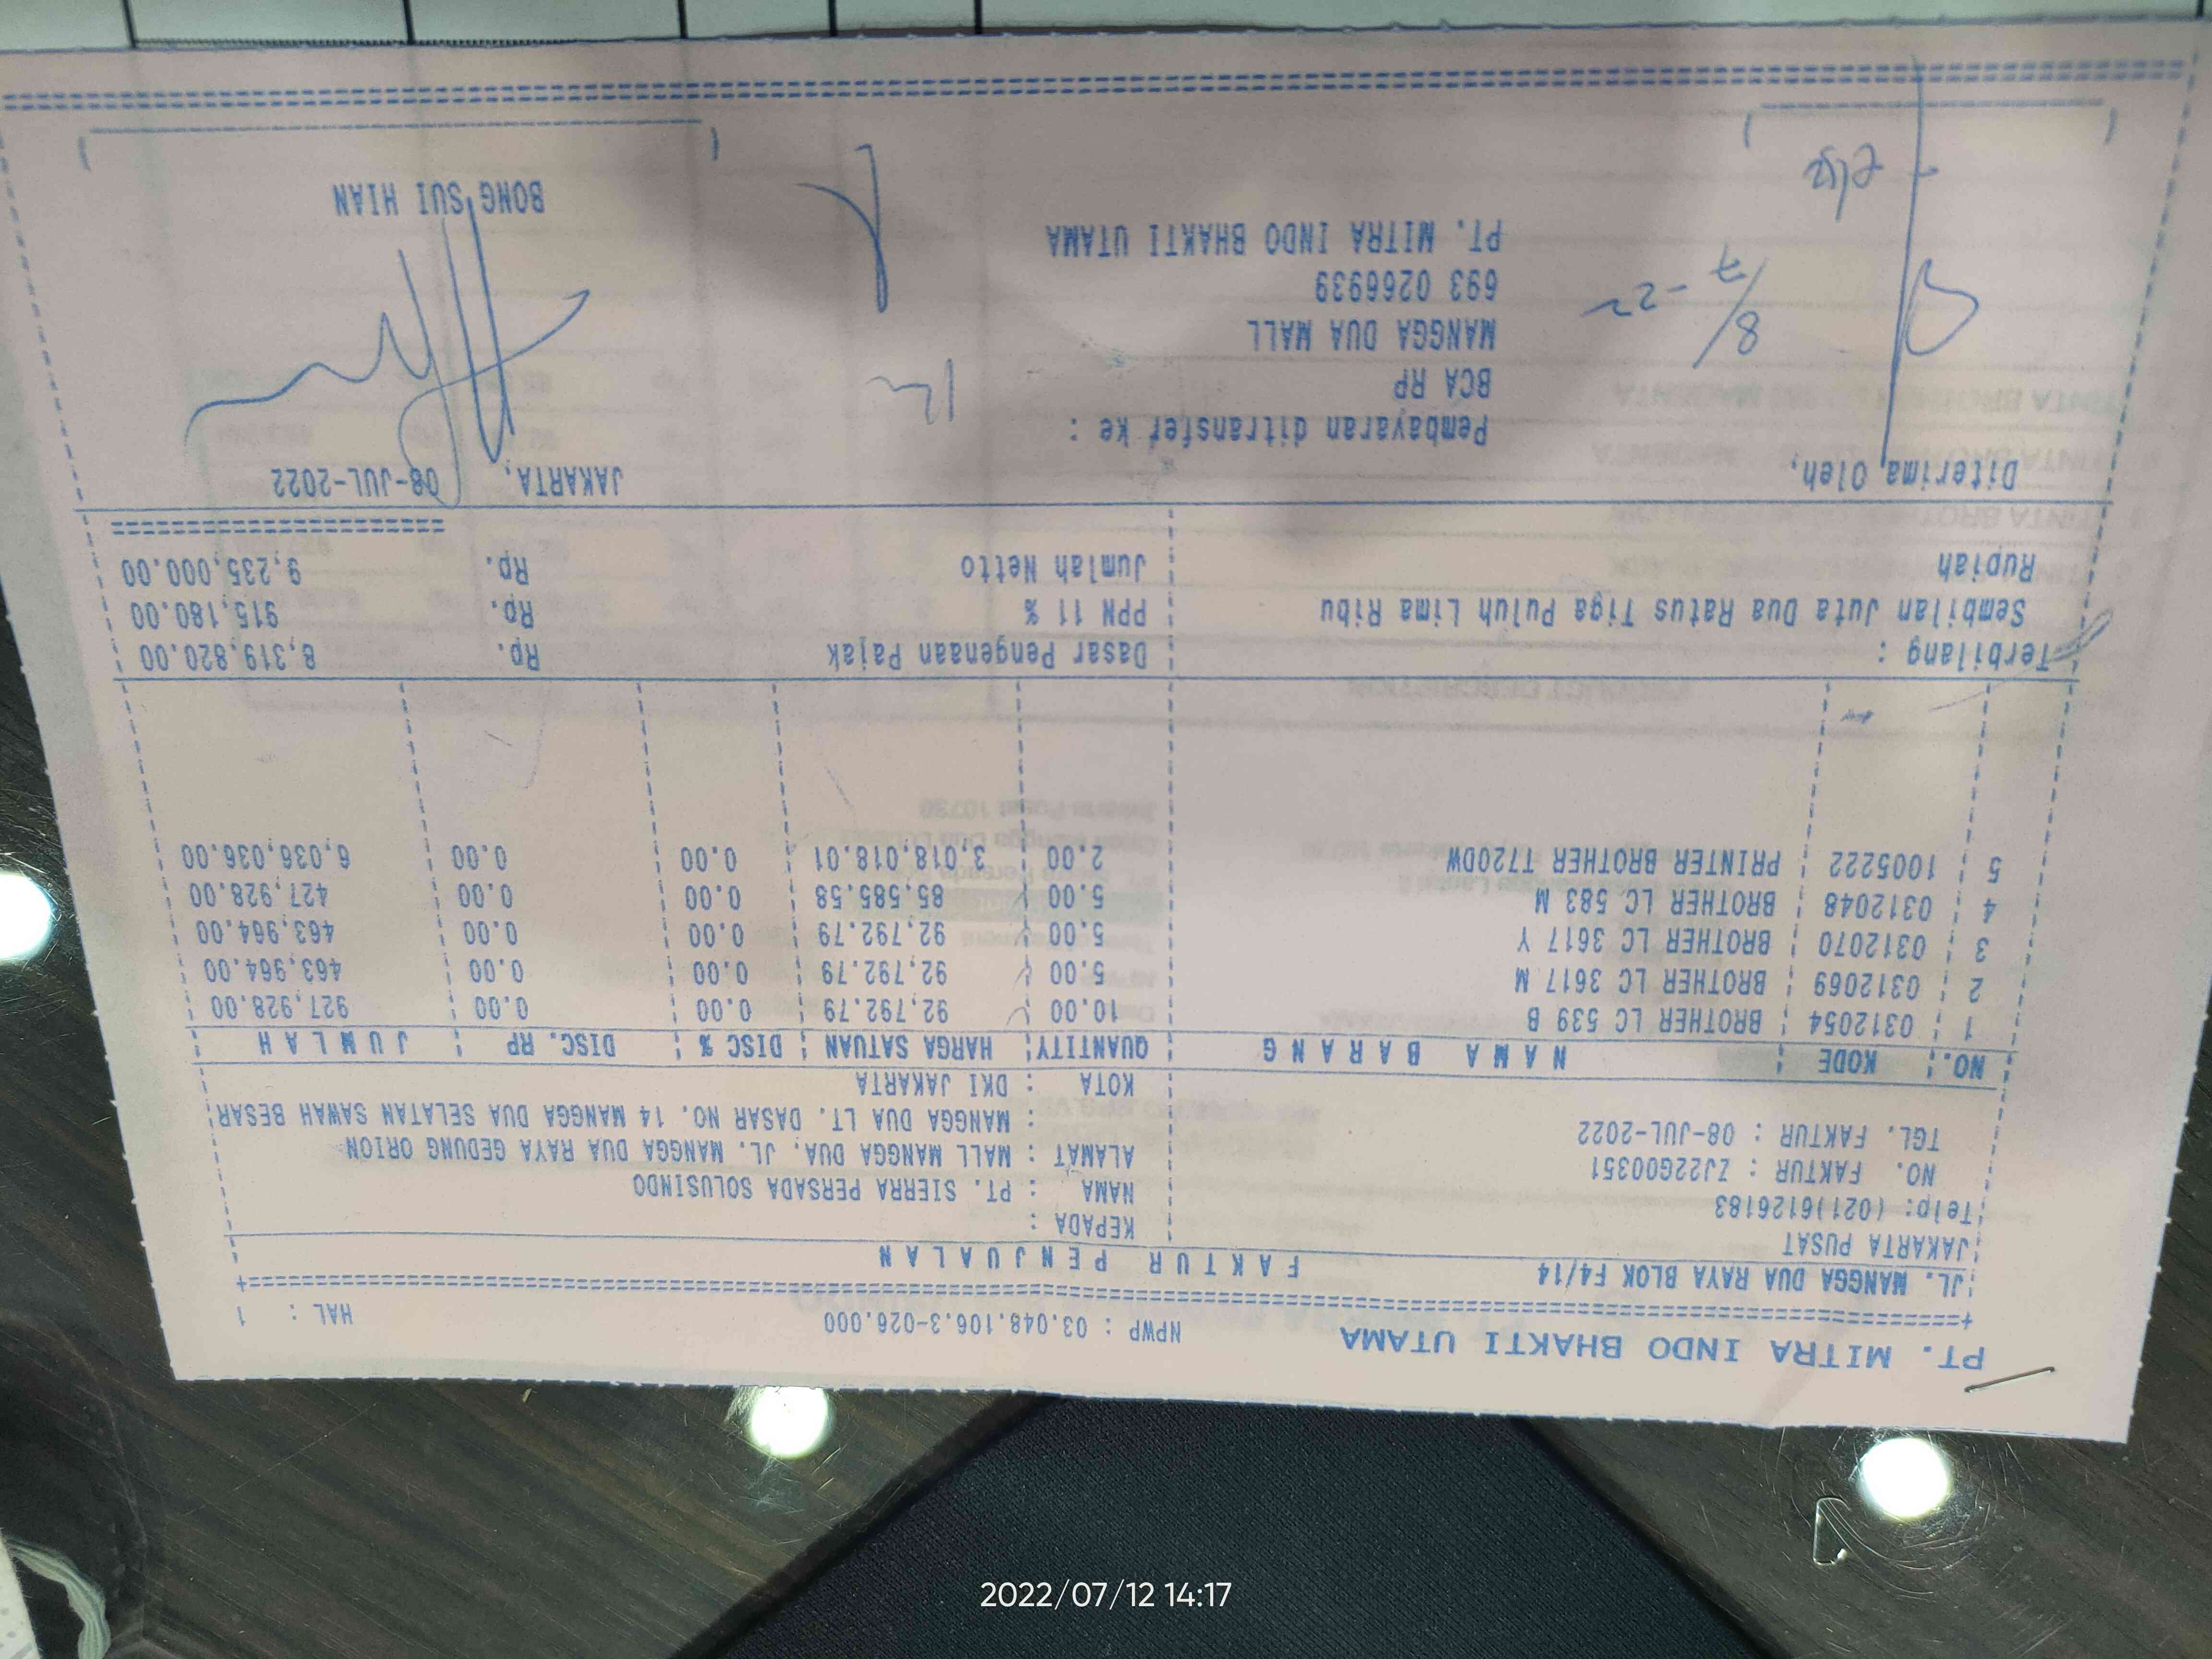 PT. MITRA INDO BHAKTI UTAMA
NPWP : 03.048.106.3-026.000
HAL : 1
JL. MANGGA DUA RAYA BLOK F4/14
JAKARTA PUSAT
Telp: (021)6126183
FAKTUR PENJUALAN
NO. FAKTUR : ZJ22G00351
TGL. FAKTUR : 08-JUL-2022
KEPADA :
NAMA : PT. SIERRA PERSADA SOLUSINDO
ALAMAT : MALL MANGGA DUA, JL. MANGGA DUA RAYA GEDUNG ORION
: MANGGA DUA LT. DASAR NO. 14 MANGGA DUA SELATAN SAWAH BESAR
KOTA : DKI JAKARTA
NO. KODE NAMA BARANG QUANTITY HARGA SATUAN DISC % DISC. RP JUMLAH
1 0312054 BROTHER LC 539 B 10.00 92,792.79 0.00 0.00 927,928.00
2 0312069 BROTHER LC 3617 M 5.00 92,792.79 0.00 0.00 463,964.00
3 0312070 BROTHER LC 3617 Y 5.00 92,792.79 0.00 0.00 463,964.00
4 0312048 BROTHER LC 583 M 5.00 85,585.58 0.00 0.00 427,928.00
5 1005222 PRINTER BROTHER T720DW 2.00 3,018,018.01 0.00 0.00 6,036,036.00
Terbilang :
Sembilan Juta Dua Ratus Tiga Puluh Lima Ribu
Rupiah
Dasar Pengenaan Pajak Rp. 8,319,820.00
PPN 11 % Rp. 915,180.00
Jumlah Netto Rp. 9,235,000.00
Diterima Oleh,
Pembayaran ditransfer ke :
BCA RP
MANGGA DUA MALL
693 0266939
PT. MITRA INDO BHAKTI UTAMA
8/7-22
JAKARTA, 08-JUL-2022
BONG SUI HIAN
2022/07/12 14:17